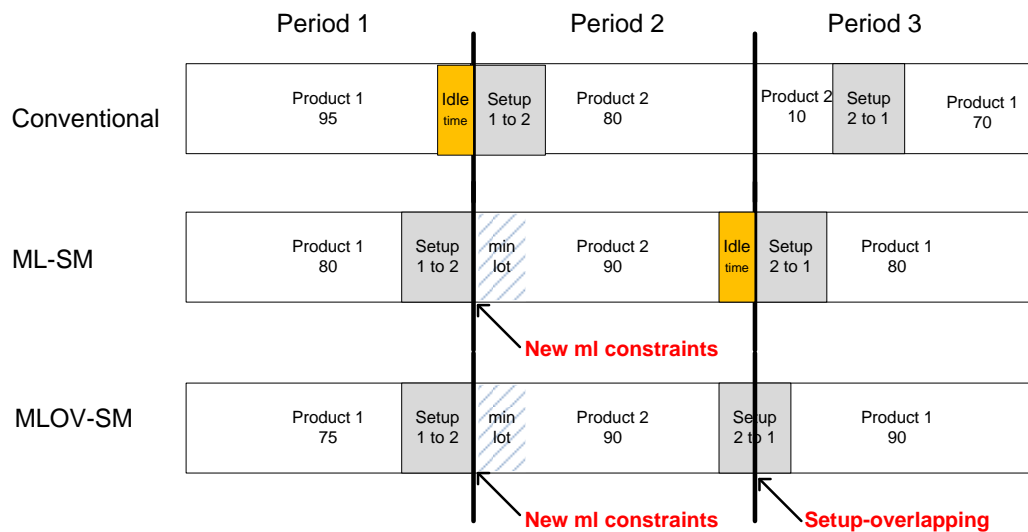 Period 1
Period 2
Period 3
Conventional
Product 1
95
Idle
time
Setup
1 to 2
Product 2
80
Product 2
10
Setup
2 to 1
Product 1
70
ML-SM
Product 1
80
Setup
1 to 2
min
lot
Product 2
90
Idle
time
Setup
2 to 1
Product 1
80
New ml constraints
MLOV-SM
Product 1
75
Setup
1 to 2
min
lot
Product 2
90
Setup
2 to 1
Product 1
90
New ml constraints
Setup-overlapping